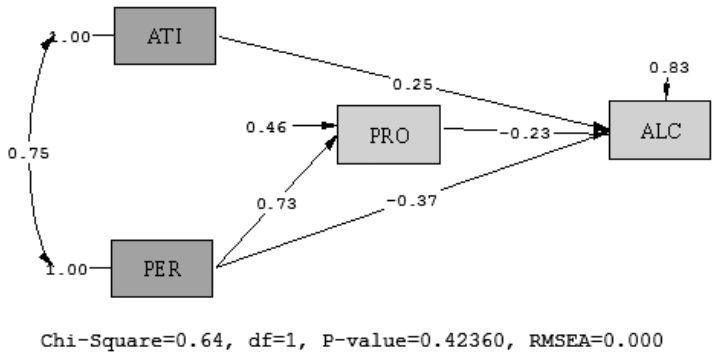 1.00
ATI
0.25
0.83
0.46
PRO
-0.23
ALC
0.75
0.73
-0.37
1.00
PER
Chi-Square=0.64, df=1, P-value=0.42360, RMSEA=0.000